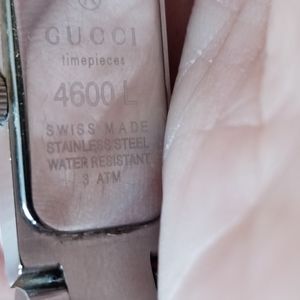 GUCCI
timepieces
4600 L
SWISS MADE
STAINLESS STEEL
WATER RESISTANT
3 ATM